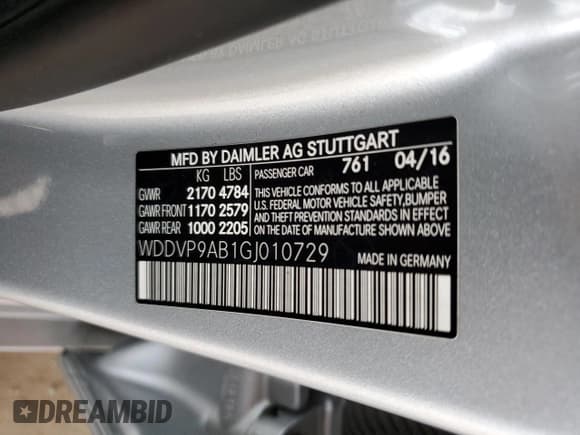 MFD BY DAIMLER AG STUTTGART
KG LBS PASSENGER CAR 761 04/16
GVWR 2170 4784 THIS VEHICLE CONFORMS TO ALL APPLICABLE
GAWR FRONT 1170 2579 U.S. FEDERAL MOTOR VEHICLE SAFETY, BUMPER
GAWR REAR 1000 2205 AND THEFT PREVENTION STANDARDS IN EFFECT
ON THE DATE OF MANUFACTURE SHOWN ABOVE.
WDDVP9AB1GJ010729
MADE IN GERMANY
DREAMBID